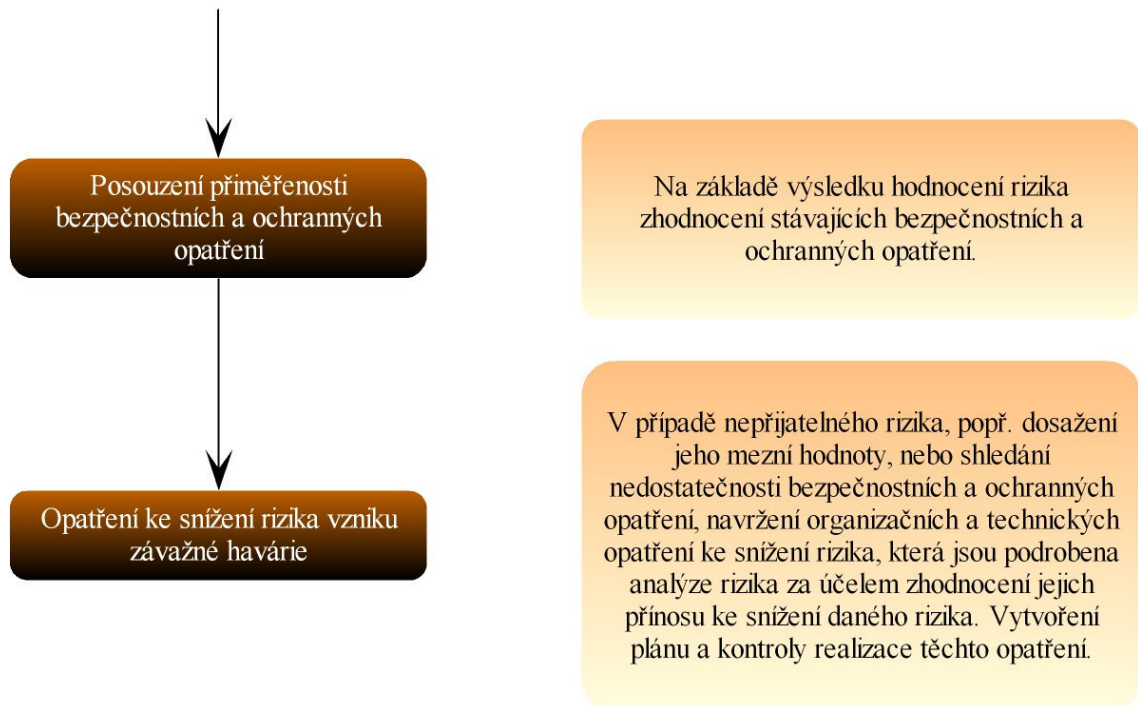 Posouzení přiměřenosti
bezpečnostních a ochranných
opatření
Na základě výsledku hodnocení rizika
zhodnocení stávajících bezpečnostních a
ochranných opatření.
Opatření ke snížení rizika vzniku
závažné havárie
V případě nepřijatelného rizika, popř. dosažení
jeho mezní hodnoty, nebo shledání
nedostatečnosti bezpečnostních a ochranných
opatření, navržení organizačních a technických
opatření ke snížení rizika, která jsou podrobena
analýze rizika za účelem zhodnocení jejich
přínosu ke snížení daného rizika. Vytvoření
plánu a kontroly realizace těchto opatření.